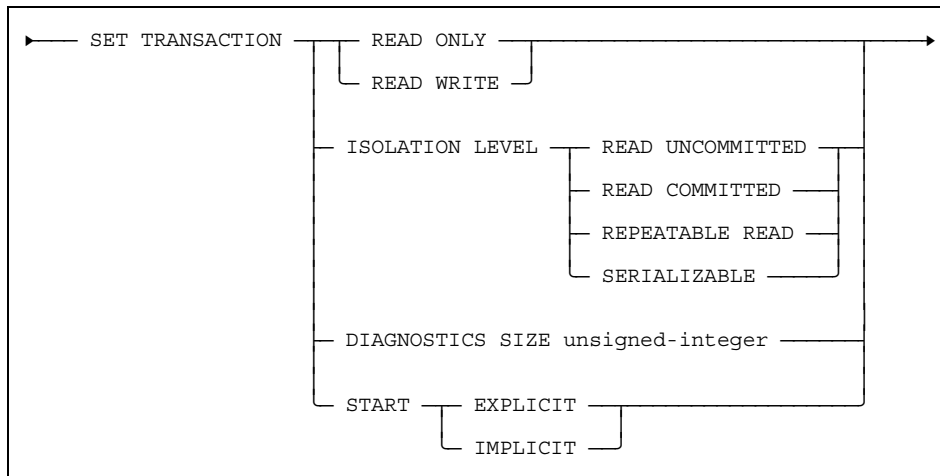 SET TRANSACTION READ ONLY
READ WRITE
ISOLATION LEVEL READ UNCOMMITTED
READ COMMITTED
REPEATABLE READ
SERIALIZABLE
DIAGNOSTICS SIZE unsigned-integer
START EXPLICIT
IMPLICIT